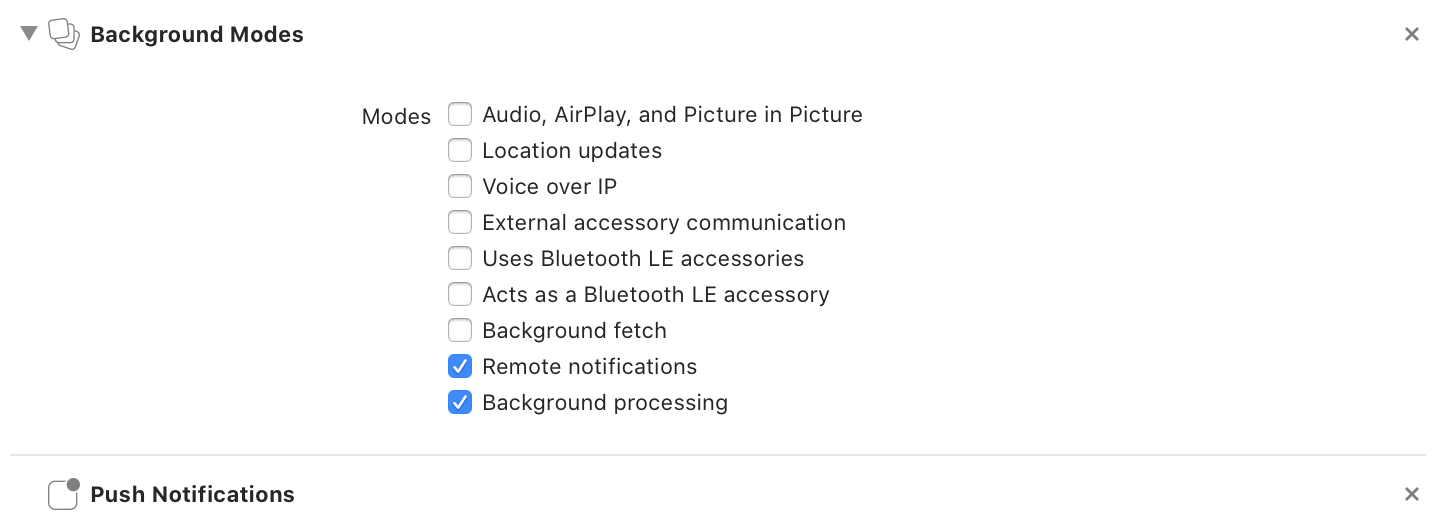 Background Modes
Modes
Audio, AirPlay, and Picture in Picture
Location updates
Voice over IP
External accessory communication
Uses Bluetooth LE accessories
Acts as a Bluetooth LE accessory
Background fetch
Remote notifications
Background processing
Push Notifications